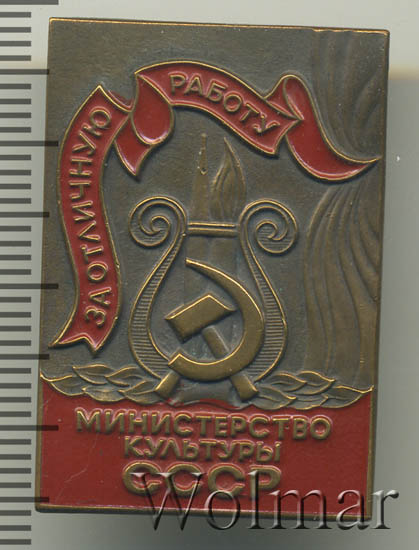 ЗА ОТЛИЧНУЮ РАБОТУ
МИНИСТЕРСТВО
КУЛЬТУРЫ
СССР
Wolmar